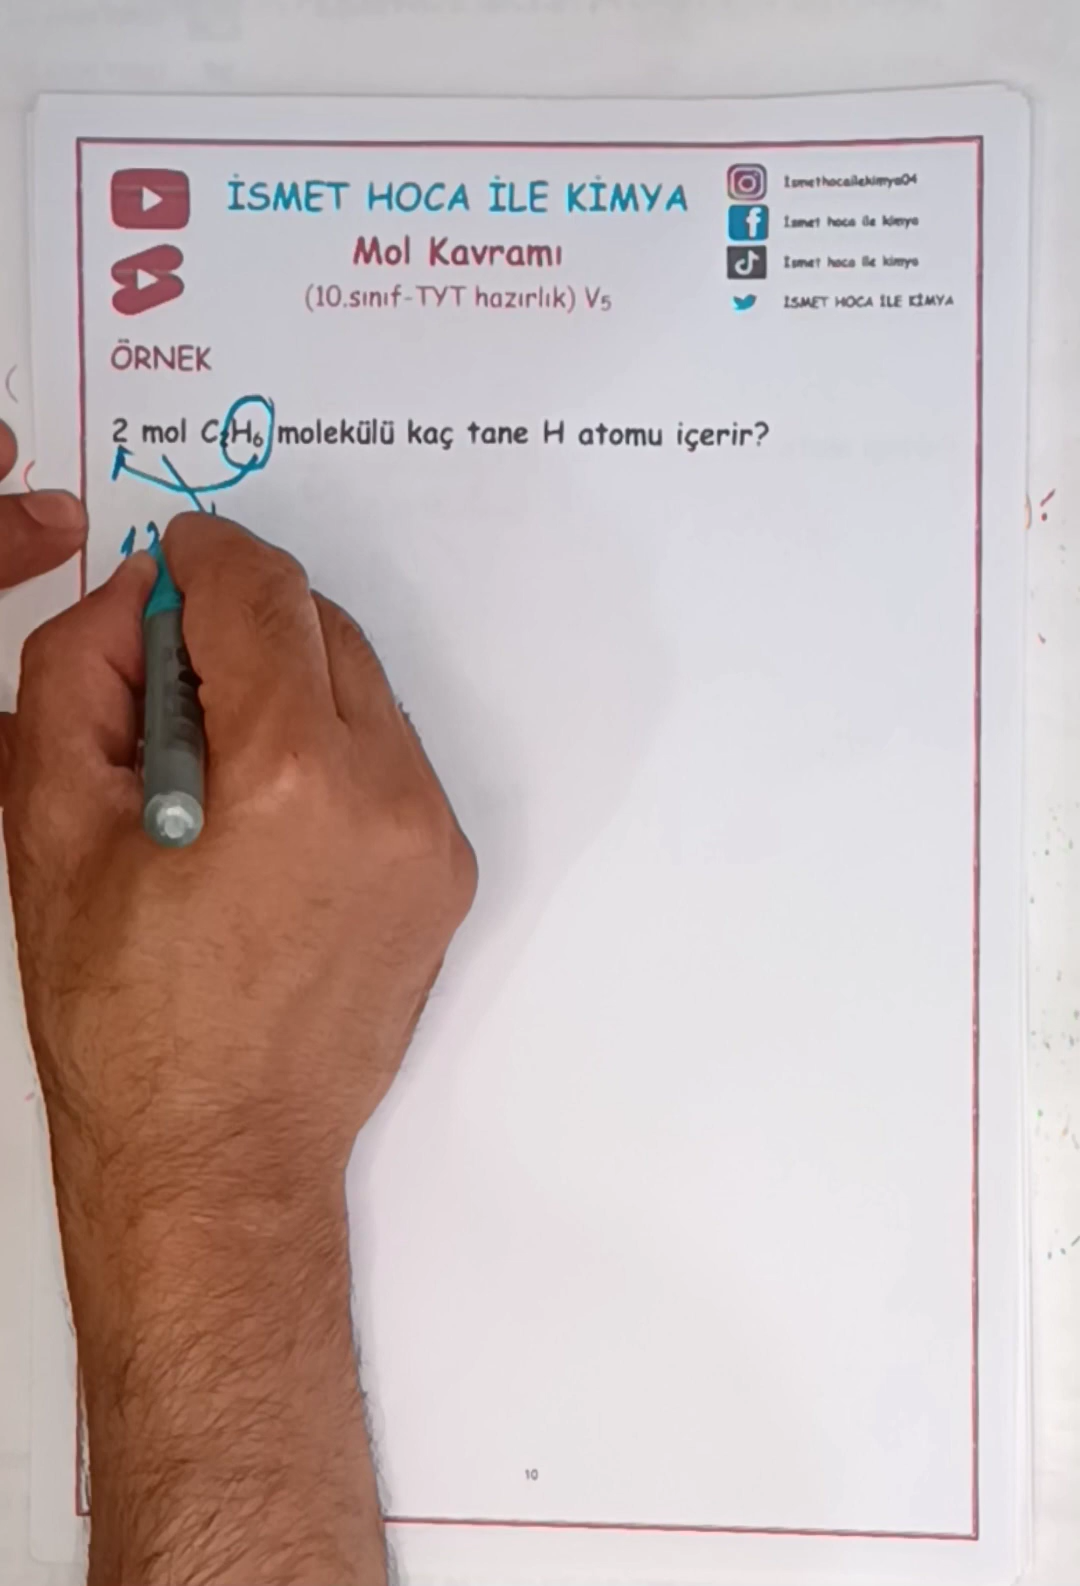 İSMET HOCA İLE KİMYA
Mol Kavramı
(10.sınıf-TYT hazırlık) V5
İsmethocailekimya04
İsmet hoca ile kimya
İsmet hoca ile kimya
İSMET HOCA İLE KİMYA
ÖRNEK
2 mol C₂H₆ molekülü kaç tane H atomu içerir?
12
10